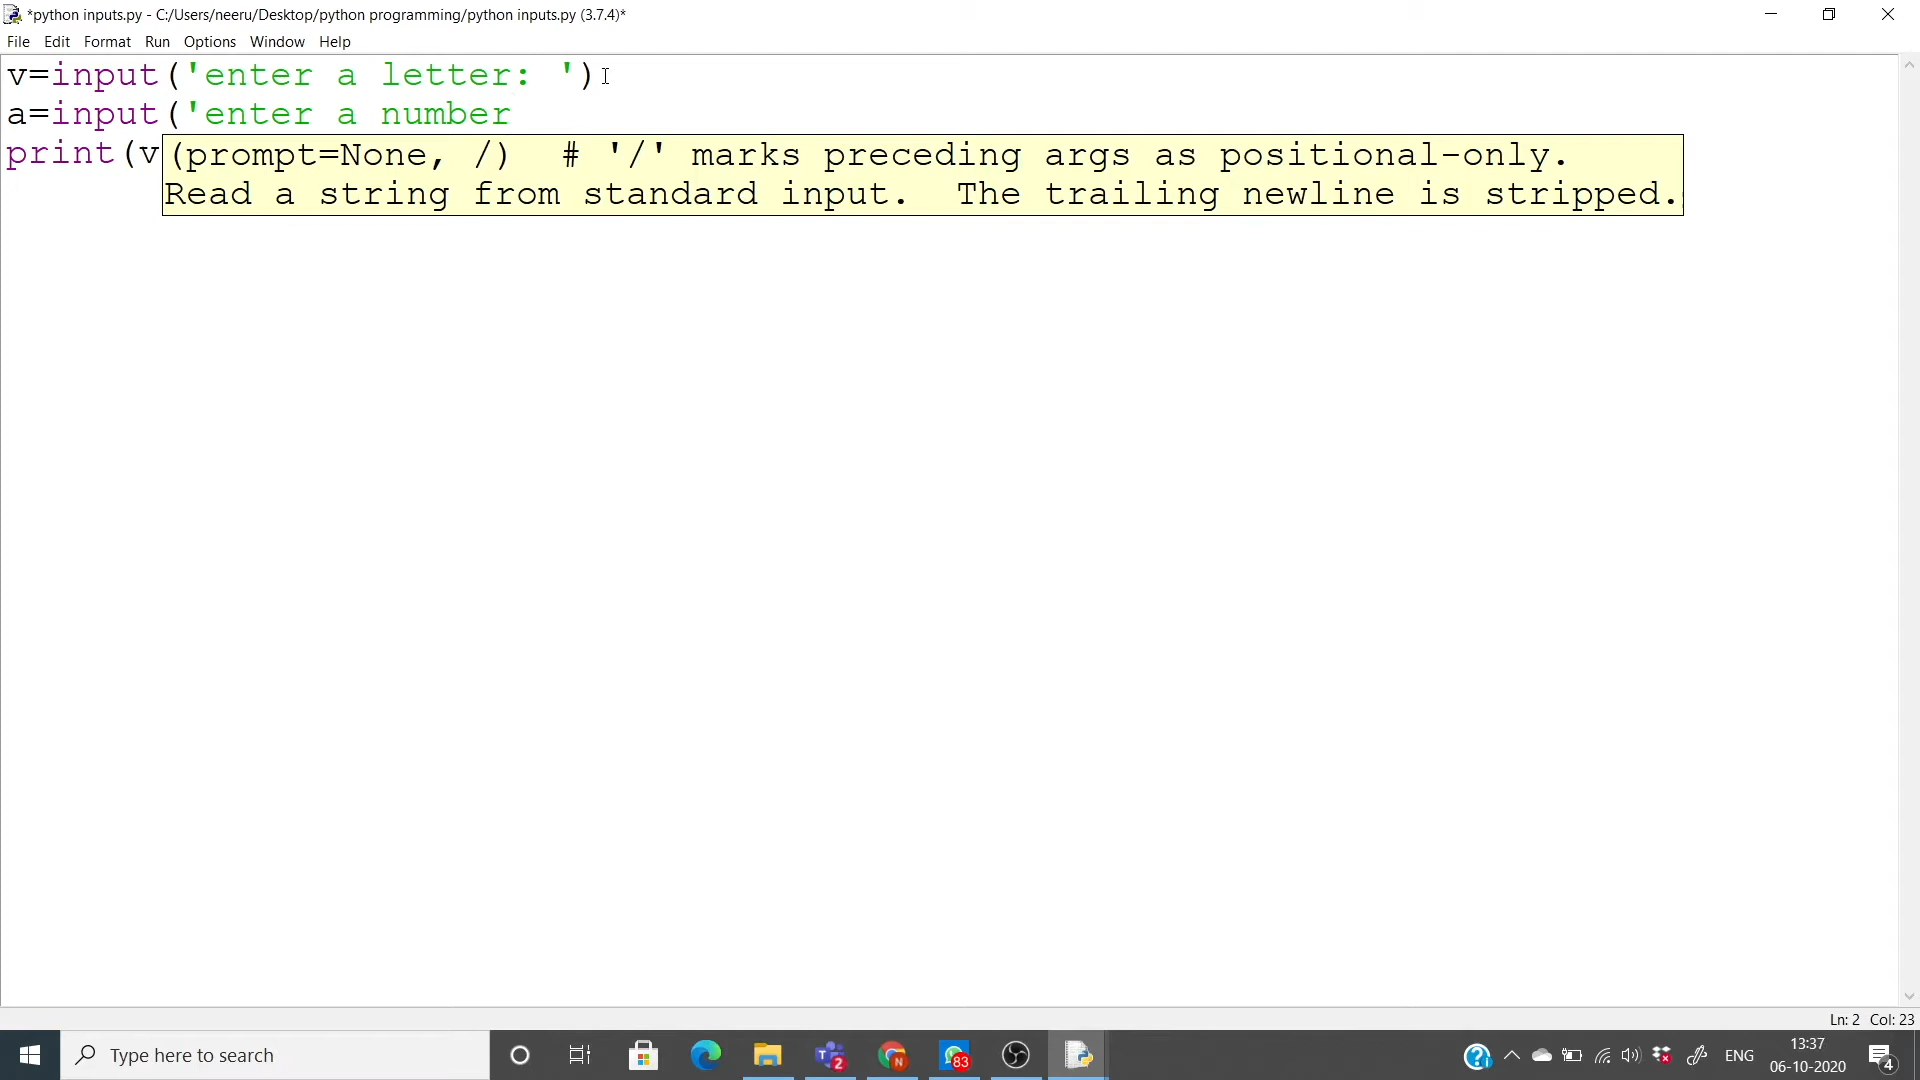 *python inputs.py - C:/Users/neeru/Desktop/python programming/python inputs.py (3.7.4)*
File Edit Format Run Options Window Help
v=input('enter a letter: ')
a=input('enter a number
print(v
(prompt=None, /)  # '/' marks preceding args as positional-only.
Read a string from standard input.  The trailing newline is stripped.
Ln: 2 Col: 23
Type here to search
T 2
N
83
ENG
13:37
06-10-2020
4